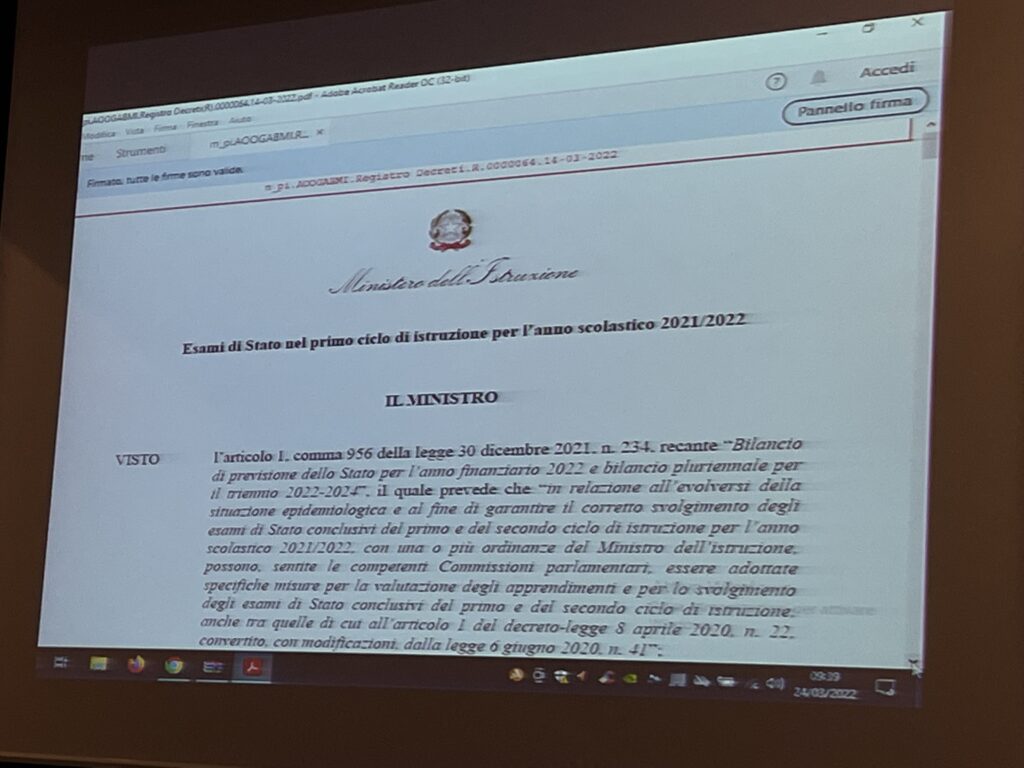 pi.AOOGABMI.Registro Decreti(R).0000064.14-03-2022.pdf - Adobe Acrobat Reader DC (32-bit)
Modifica Vista Firma Finestra Aiuto
Strumenti
m_pi.AOOGABMI.R...
Accedi
Firmato, tutte le firme sono valide.
Pannello firma
m_pi.AOOGABMI.Registro Decreti.R.0000064.14-03-2022
Ministero dell'Istruzione
Esami di Stato nel primo ciclo di istruzione per l'anno scolastico 2021/2022
IL MINISTRO
VISTO l'articolo 1, comma 956 della legge 30 dicembre 2021, n. 234, recante "Bilancio
di previsione dello Stato per l'anno finanziario 2022 e bilancio pluriennale per
il triennio 2022-2024", il quale prevede che "in relazione all'evolversi della
situazione epidemiologica e al fine di garantire il corretto svolgimento degli
esami di Stato conclusivi del primo e del secondo ciclo di istruzione per l'anno
scolastico 2021/2022, con una o più ordinanze del Ministro dell'istruzione,
possono, sentite le competenti Commissioni parlamentari, essere adottate
specifiche misure per la valutazione degli apprendimenti e per lo svolgimento
degli esami di Stato conclusivi del primo e del secondo ciclo di istruzione,
anche tra quelle di cui all'articolo 1 del decreto-legge 8 aprile 2020, n. 22,
convertito, con modificazioni, dalla legge 6 giugno 2020, n. 41";
09:39
24/03/2022